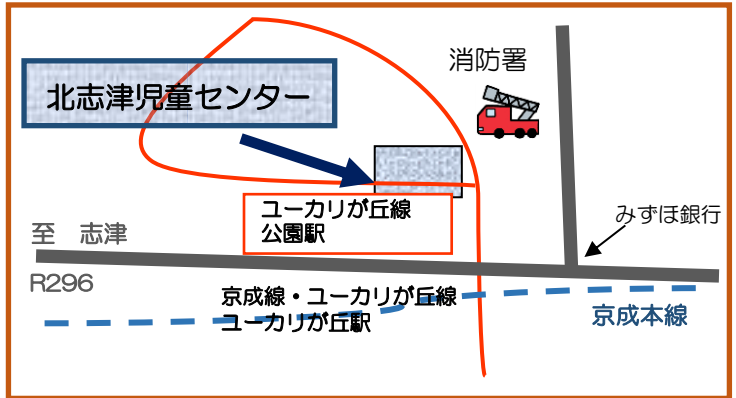 消防署
北志津児童センター
みずほ銀行
ユーカリが丘線
公園駅
至　志津
R296
京成線・ユーカリが丘線
ユーカリが丘駅
京成本線